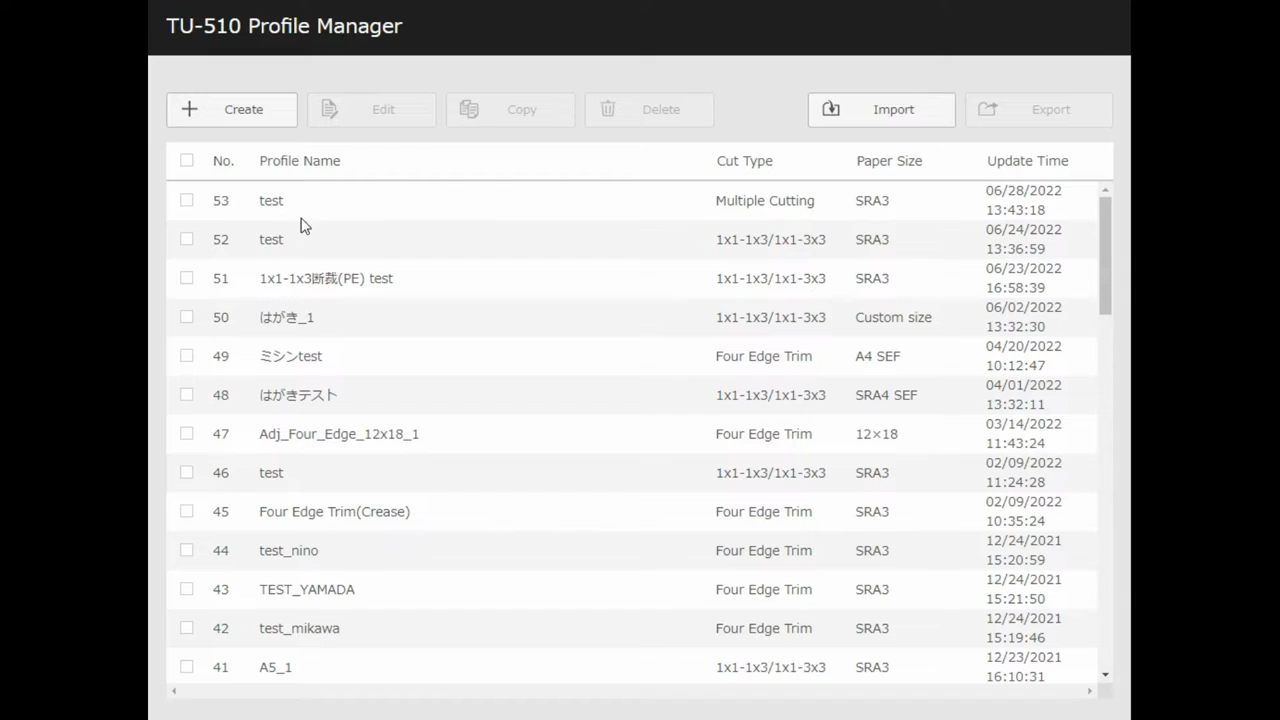 TU-510 Profile Manager
Create Edit Copy Delete Import Export
No. Profile Name Cut Type Paper Size Update Time
53 test Multiple Cutting SRA3 06/28/2022 13:43:18
52 test 1x1-1x3/1x1-3x3 SRA3 06/24/2022 13:36:59
51 1x1-1x3断裁(PE) test 1x1-1x3/1x1-3x3 SRA3 06/23/2022 16:58:39
50 はがき_1 1x1-1x3/1x1-3x3 Custom size 06/02/2022 13:32:30
49 ミシンtest Four Edge Trim A4 SEF 04/20/2022 10:12:47
48 はがきテスト 1x1-1x3/1x1-3x3 SRA4 SEF 04/01/2022 13:32:11
47 Adj_Four_Edge_12x18_1 Four Edge Trim 12×18 03/14/2022 11:43:24
46 test 1x1-1x3/1x1-3x3 SRA3 02/09/2022 11:24:28
45 Four Edge Trim(Crease) Four Edge Trim SRA3 02/09/2022 10:35:24
44 test_nino Four Edge Trim SRA3 12/24/2021 15:20:59
43 TEST_YAMADA Four Edge Trim SRA3 12/24/2021 15:21:50
42 test_mikawa Four Edge Trim SRA3 12/24/2021 15:19:46
41 A5_1 1x1-1x3/1x1-3x3 SRA3 12/23/2021 16:10:31